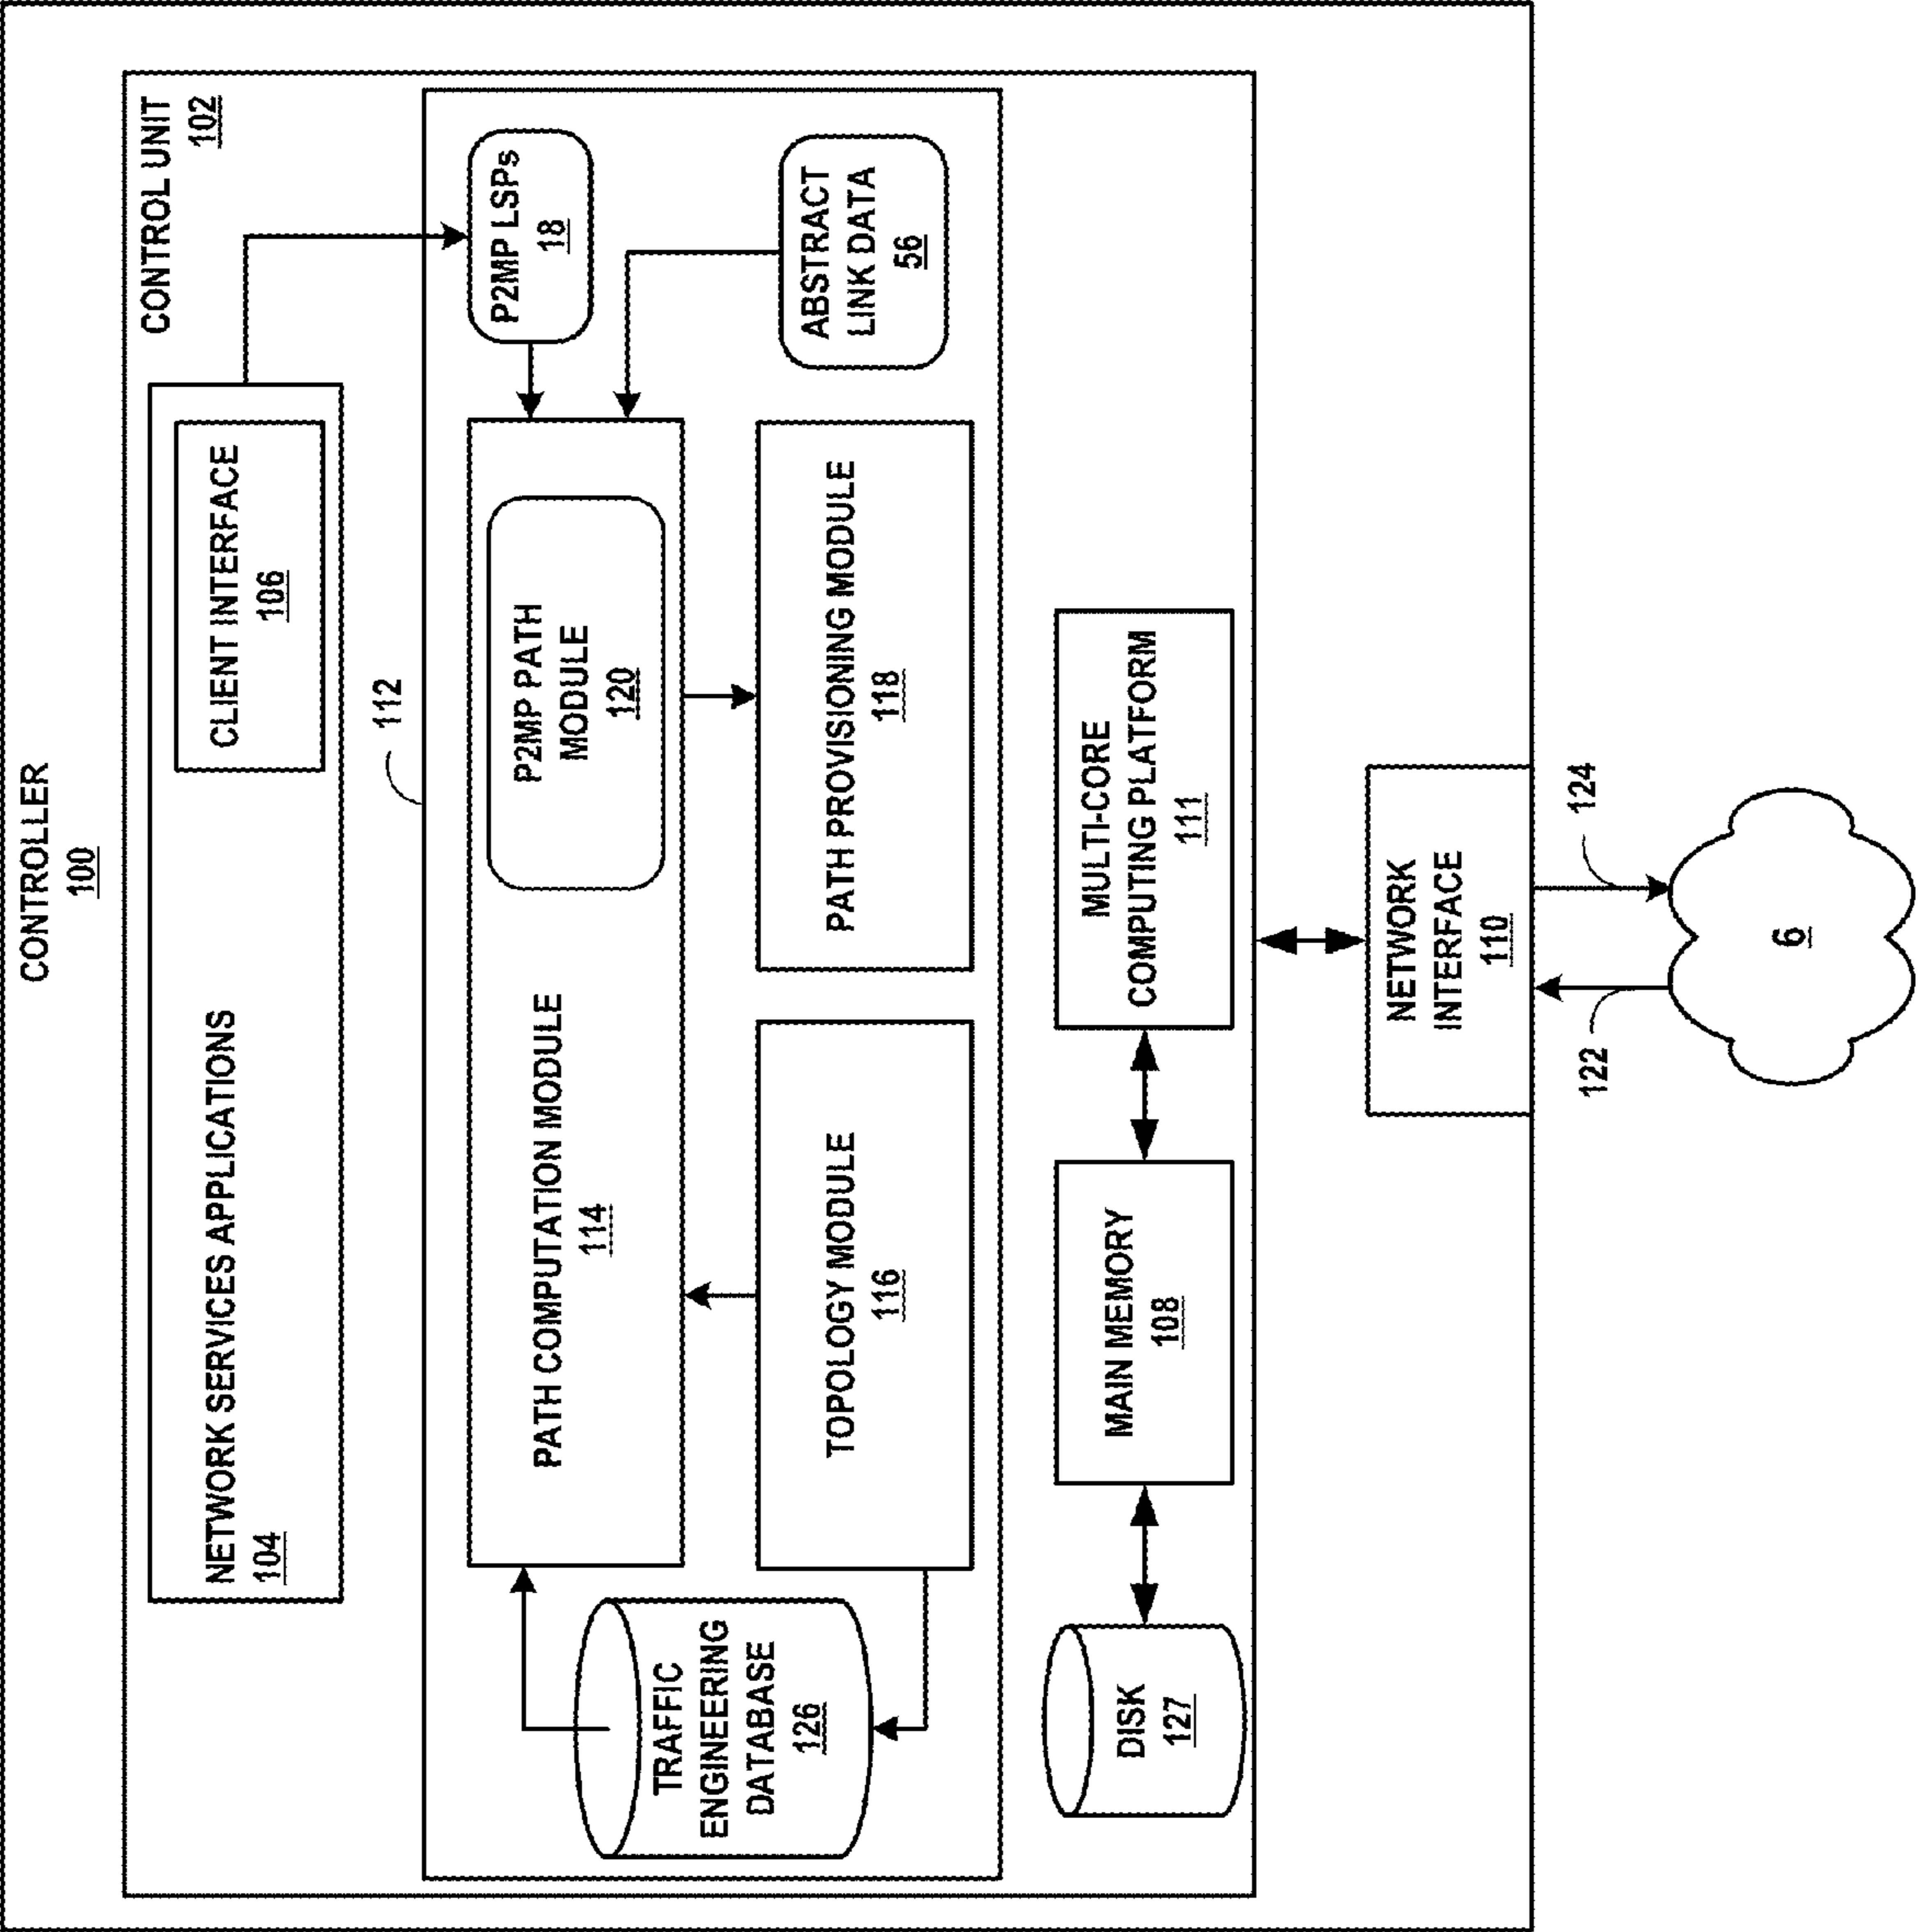 CONTROLLER
100
CONTROL UNIT
102
NETWORK SERVICES APPLICATIONS
104
CLIENT INTERFACE
106
112
TRAFFIC
ENGINEERING
DATABASE
126
PATH COMPUTATION MODULE
114
P2MP PATH
MODULE
120
P2MP LSPs
18
TOPOLOGY MODULE
116
PATH PROVISIONING MODULE
118
ABSTRACT
LINK DATA
56
DISK
127
MAIN MEMORY
108
MULTI-CORE
COMPUTING PLATFORM
111
NETWORK
INTERFACE
110
122
124
6